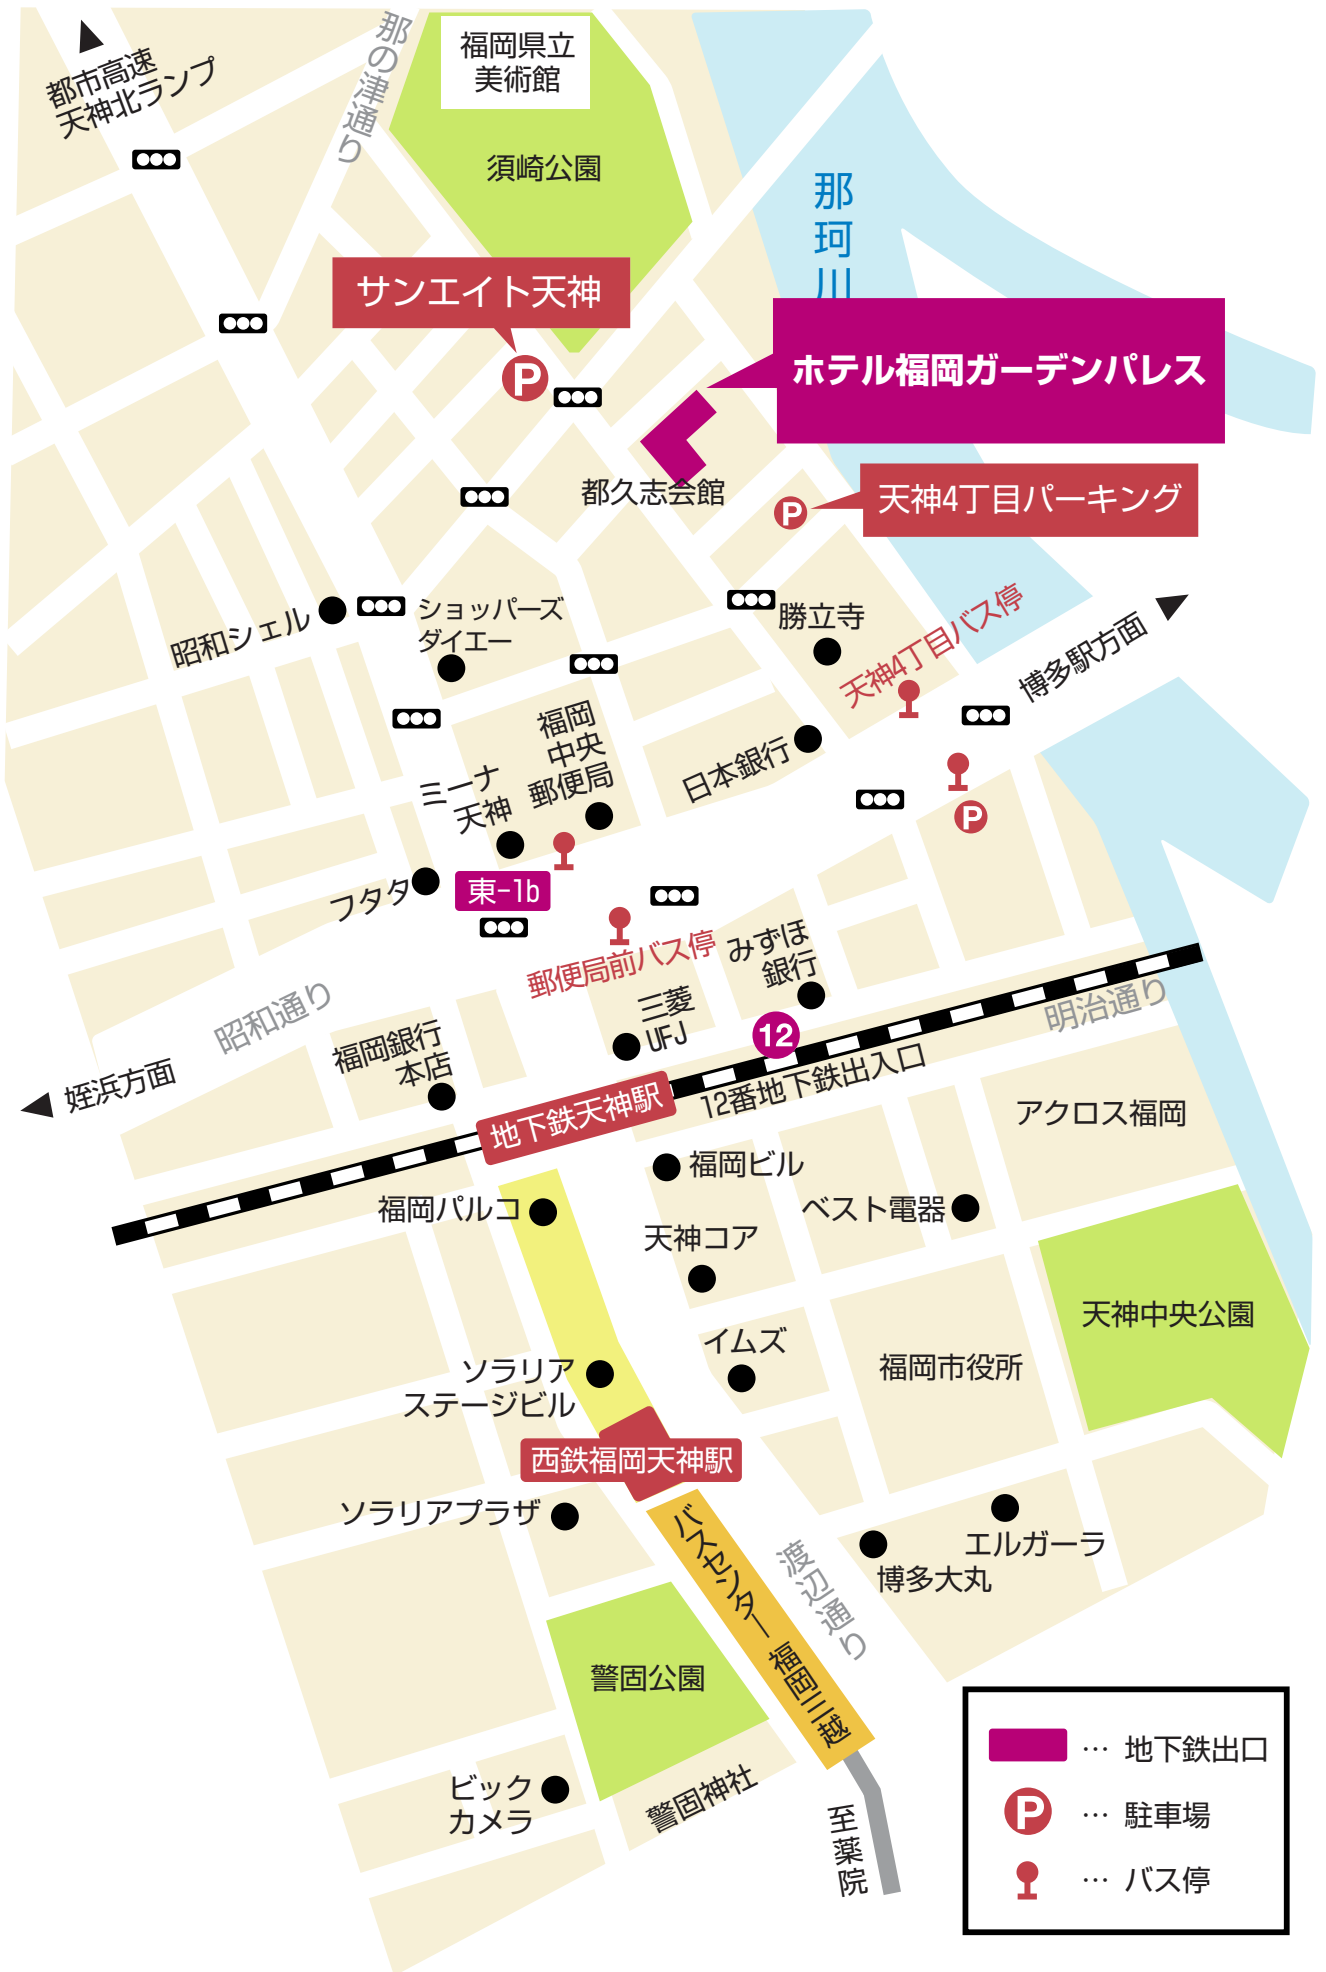 都市高速
天神北ランプ
那の津通り
福岡県立
美術館
須崎公園
那珂川
サンエイト天神
P
ホテル福岡ガーデンパレス
都久志会館
天神4丁目パーキング
P
昭和シェル
ショッパーズ
ダイエー
勝立寺
天神4丁目バス停
博多駅方面
福岡
中央
郵便局
日本銀行
ミーナ
天神
P
フタタ
東-1b
郵便局前バス停
みずほ
銀行
昭和通り
三菱
UFJ
12
明治通り
福岡銀行
本店
姪浜方面
地下鉄天神駅
12番地下鉄出入口
アクロス福岡
福岡ビル
福岡パルコ
ベスト電器
天神コア
天神中央公園
イムズ
福岡市役所
ソラリア
ステージビル
西鉄福岡天神駅
ソラリアプラザ
バスセンター 福岡三越
渡辺通り
エルガーラ
博多大丸
警固公園
警固神社
ビック
カメラ
至薬院
… 地下鉄出口
P … 駐車場
… バス停